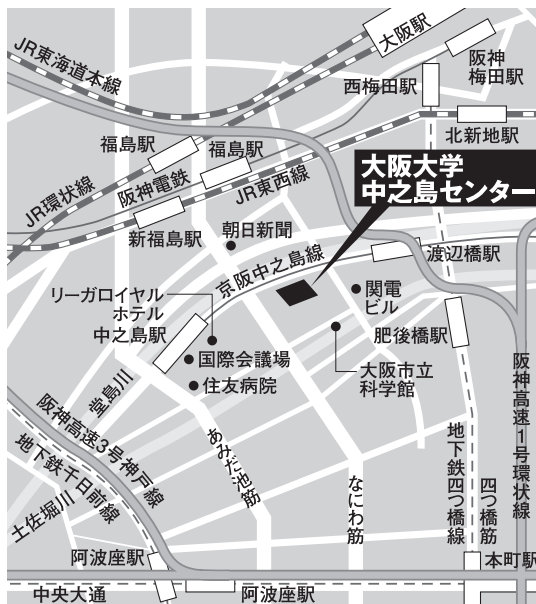 大阪駅
JR東海道本線
阪神
梅田駅
西梅田駅
北新地駅
福島駅
福島駅
阪神電鉄
JR東西線
JR環状線
新福島駅
大阪大学
中之島センター
朝日新聞
京阪中之島線
渡辺橋駅
リーガロイヤル
ホテル
中之島駅
関電
ビル
肥後橋駅
国際会議場
住友病院
大阪市立
科学館
堂島川
阪神高速3号神戸線
地下鉄千日前線
土佐堀川
あみだ池筋
なにわ筋
地下鉄四つ橋線
四つ橋筋
阪神高速1号環状線
阿波座駅
本町駅
中央大通
阿波座駅